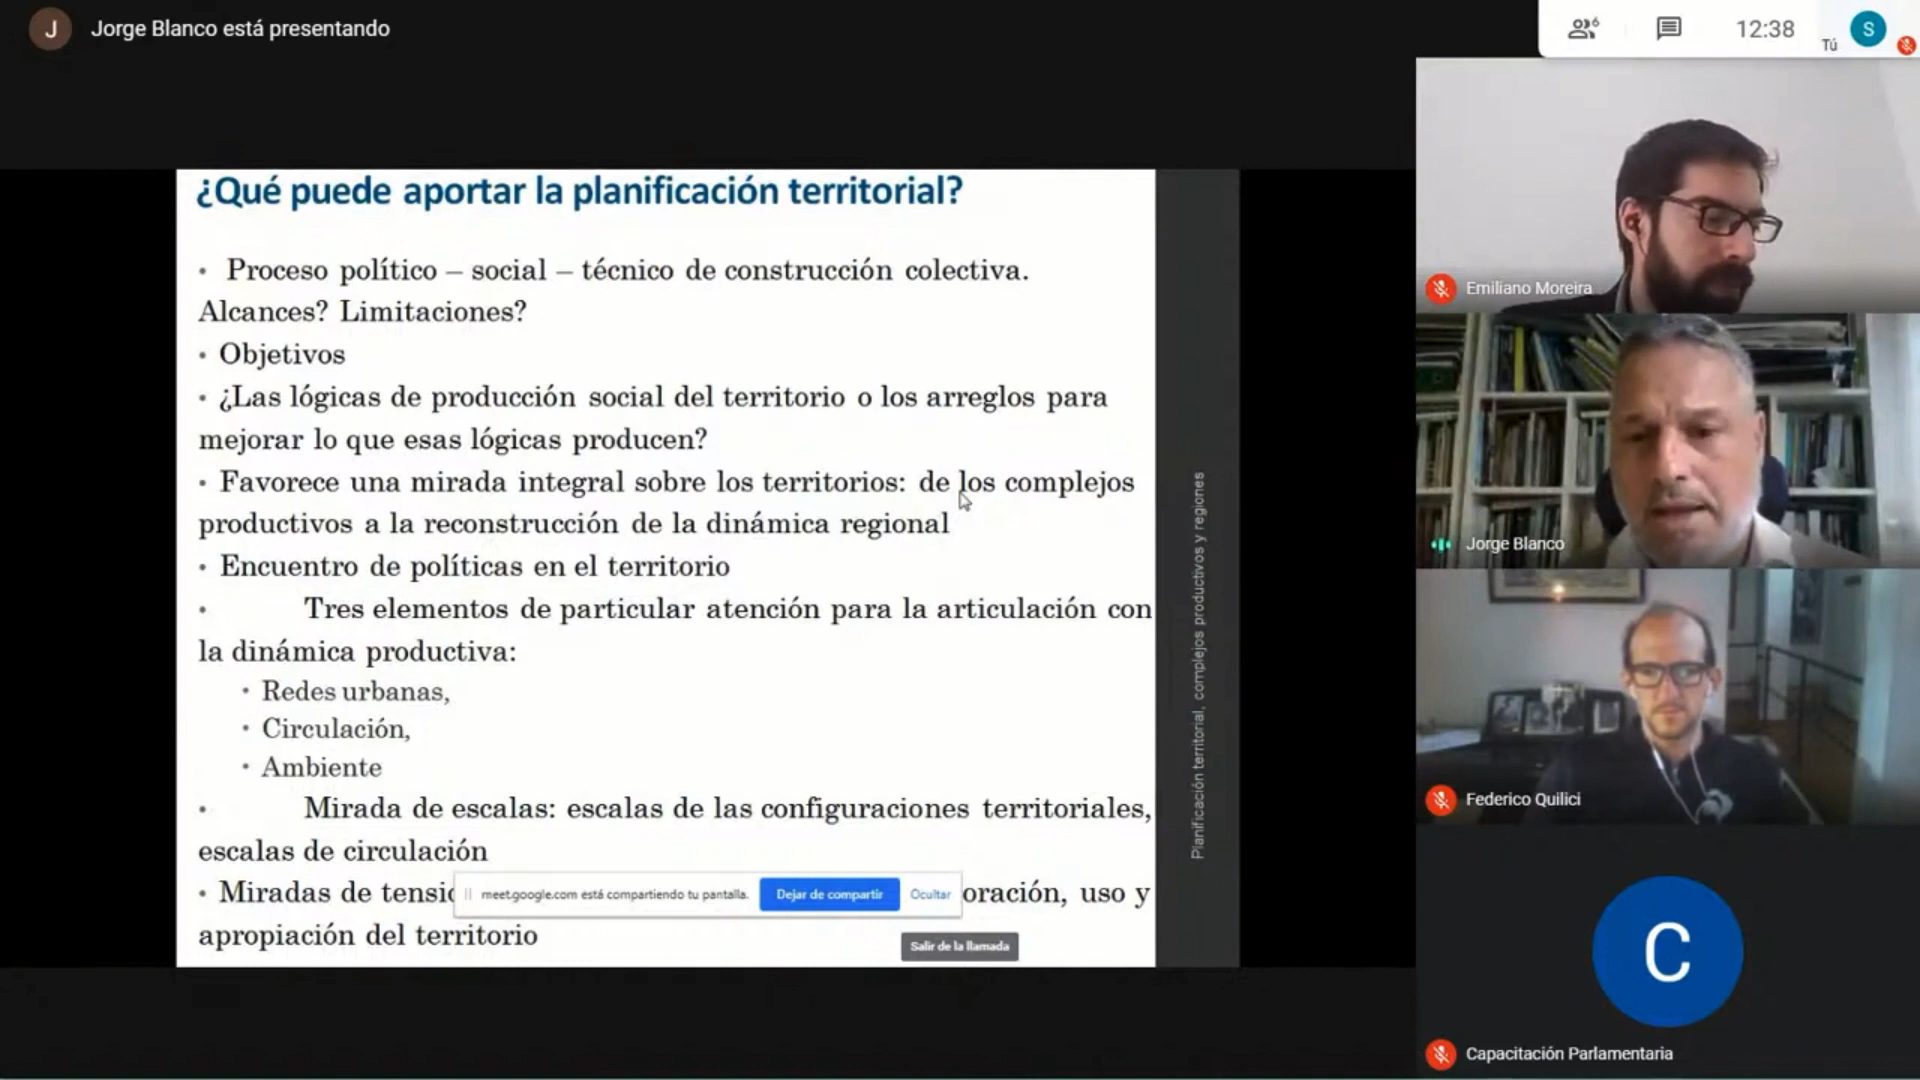 J
Jorge Blanco está presentando
6
12:38
Tú
S
¿Qué puede aportar la planificación territorial?
• Proceso político – social – técnico de construcción colectiva.
Alcances? Limitaciones?
• Objetivos
• ¿Las lógicas de producción social del territorio o los arreglos para
mejorar lo que esas lógicas producen?
• Favorece una mirada integral sobre los territorios: de los complejos
productivos a la reconstrucción de la dinámica regional
• Encuentro de políticas en el territorio
• Tres elementos de particular atención para la articulación con
la dinámica productiva:
• Redes urbanas,
• Circulación,
• Ambiente
• Mirada de escalas: escalas de las configuraciones territoriales,
escalas de circulación
• Miradas de tensio oración, uso y
apropiación del territorio
meet.google.com está compartiendo tu pantalla. Dejar de compartir Ocultar
Salir de la llamada
Planificación territorial, complejos productivos y regiones
Emiliano Moreira
Jorge Blanco
Federico Quilici
C
Capacitación Parlamentaria